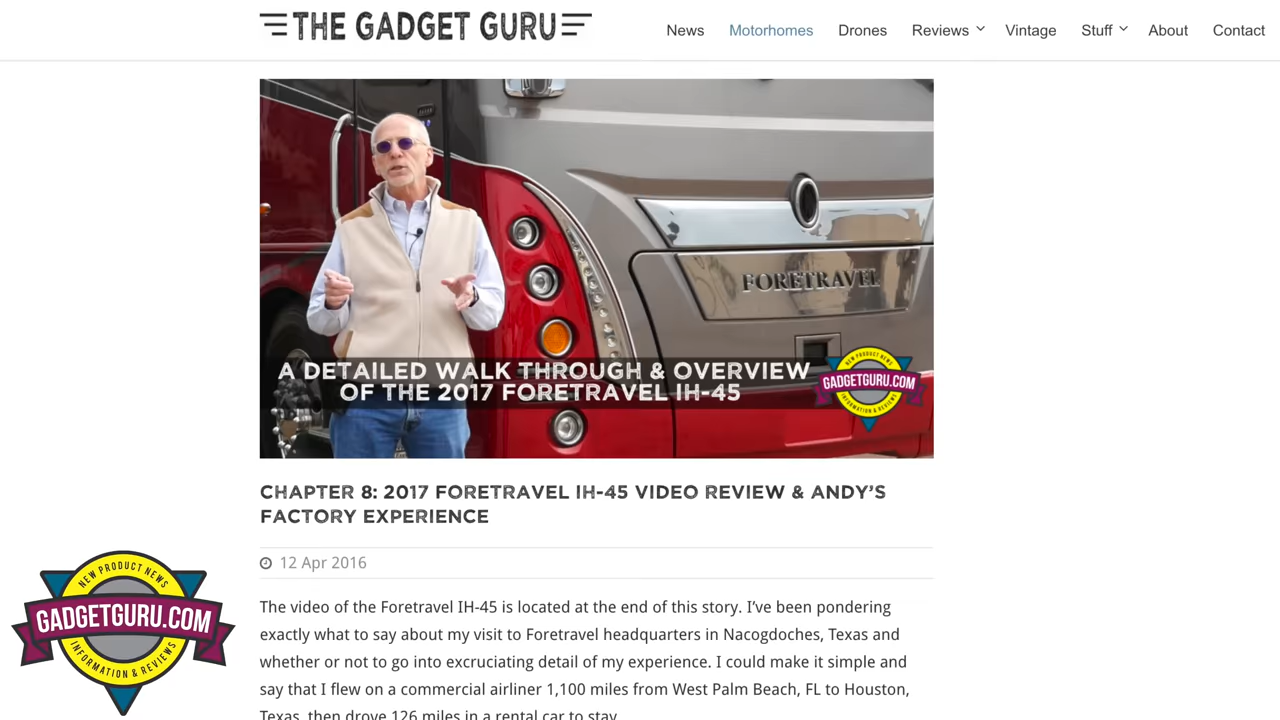 THE GADGET GURU
News Motorhomes Drones Reviews Vintage Stuff About Contact
FORETRAVEL
A DETAILED WALK THROUGH & OVERVIEW
OF THE 2017 FORETRAVEL IH-45
NEW PRODUCT NEWS
GADGETGURU.COM
INFORMATION & REVIEWS
CHAPTER 8: 2017 FORETRAVEL IH-45 VIDEO REVIEW & ANDY'S
FACTORY EXPERIENCE
12 Apr 2016
The video of the Foretravel IH-45 is located at the end of this story. I've been pondering
exactly what to say about my visit to Foretravel headquarters in Nacogdoches, Texas and
whether or not to go into excruciating detail of my experience. I could make it simple and
say that I flew on a commercial airliner 1,100 miles from West Palm Beach, FL to Houston,
Texas, then drove 126 miles in a rental car to stay
NEW PRODUCT NEWS
GADGETGURU.COM
INFORMATION & REVIEWS